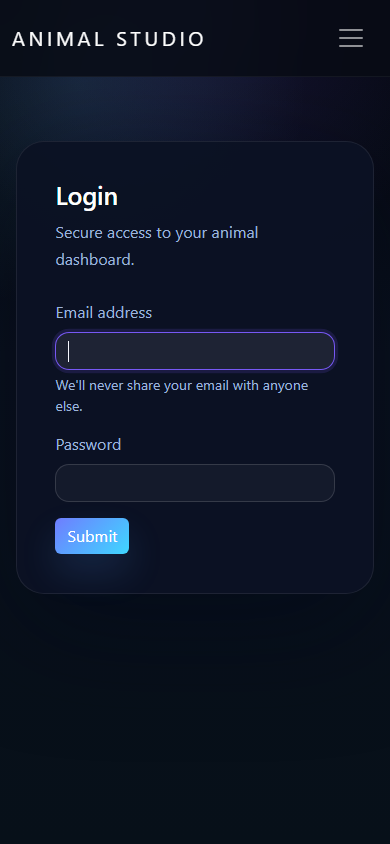 ANIMAL STUDIO
Login
Secure access to your animal
dashboard.
Email address
We'll never share your email with anyone
else.
Password
Submit